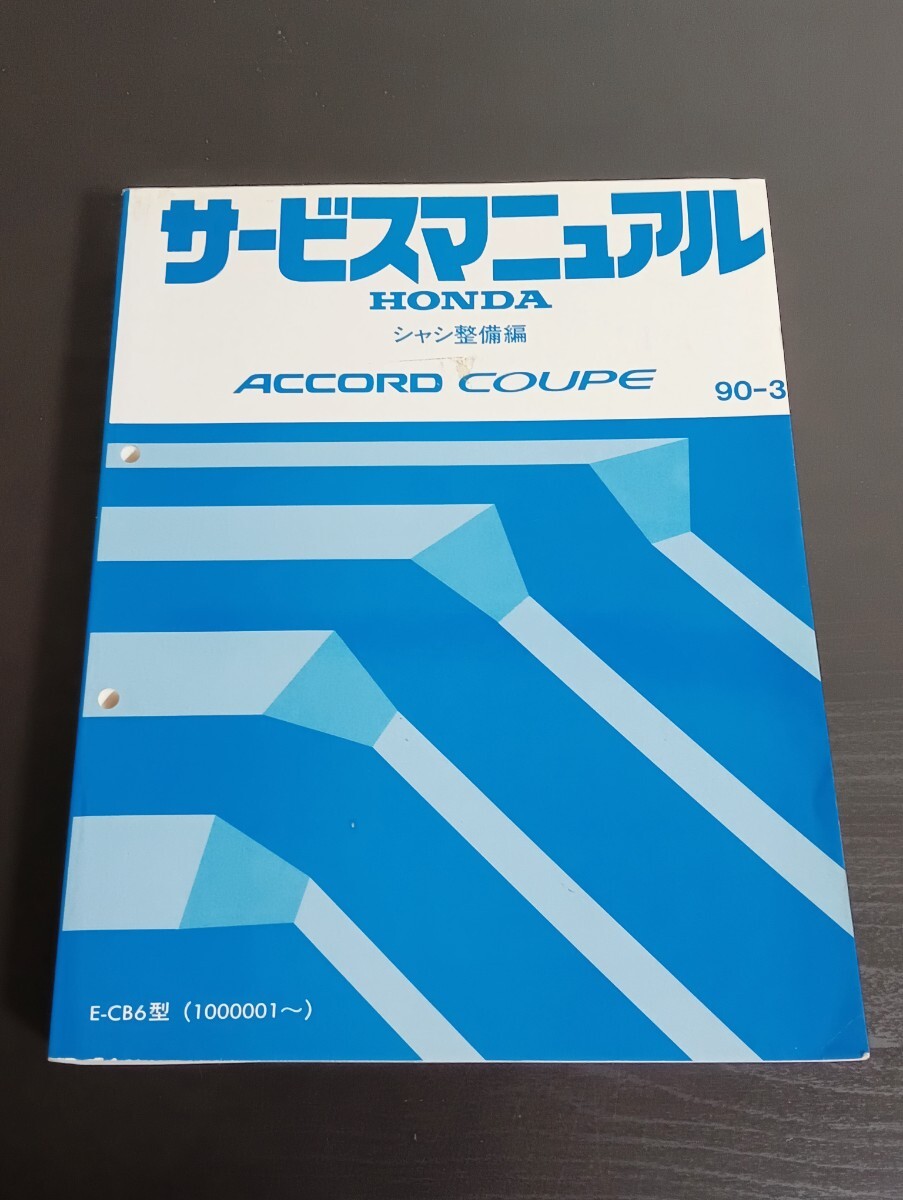 サービスマニュアル
HONDA
シャシ整備編
ACCORD COUPE
90-3
E-CB6型 (1000001〜)